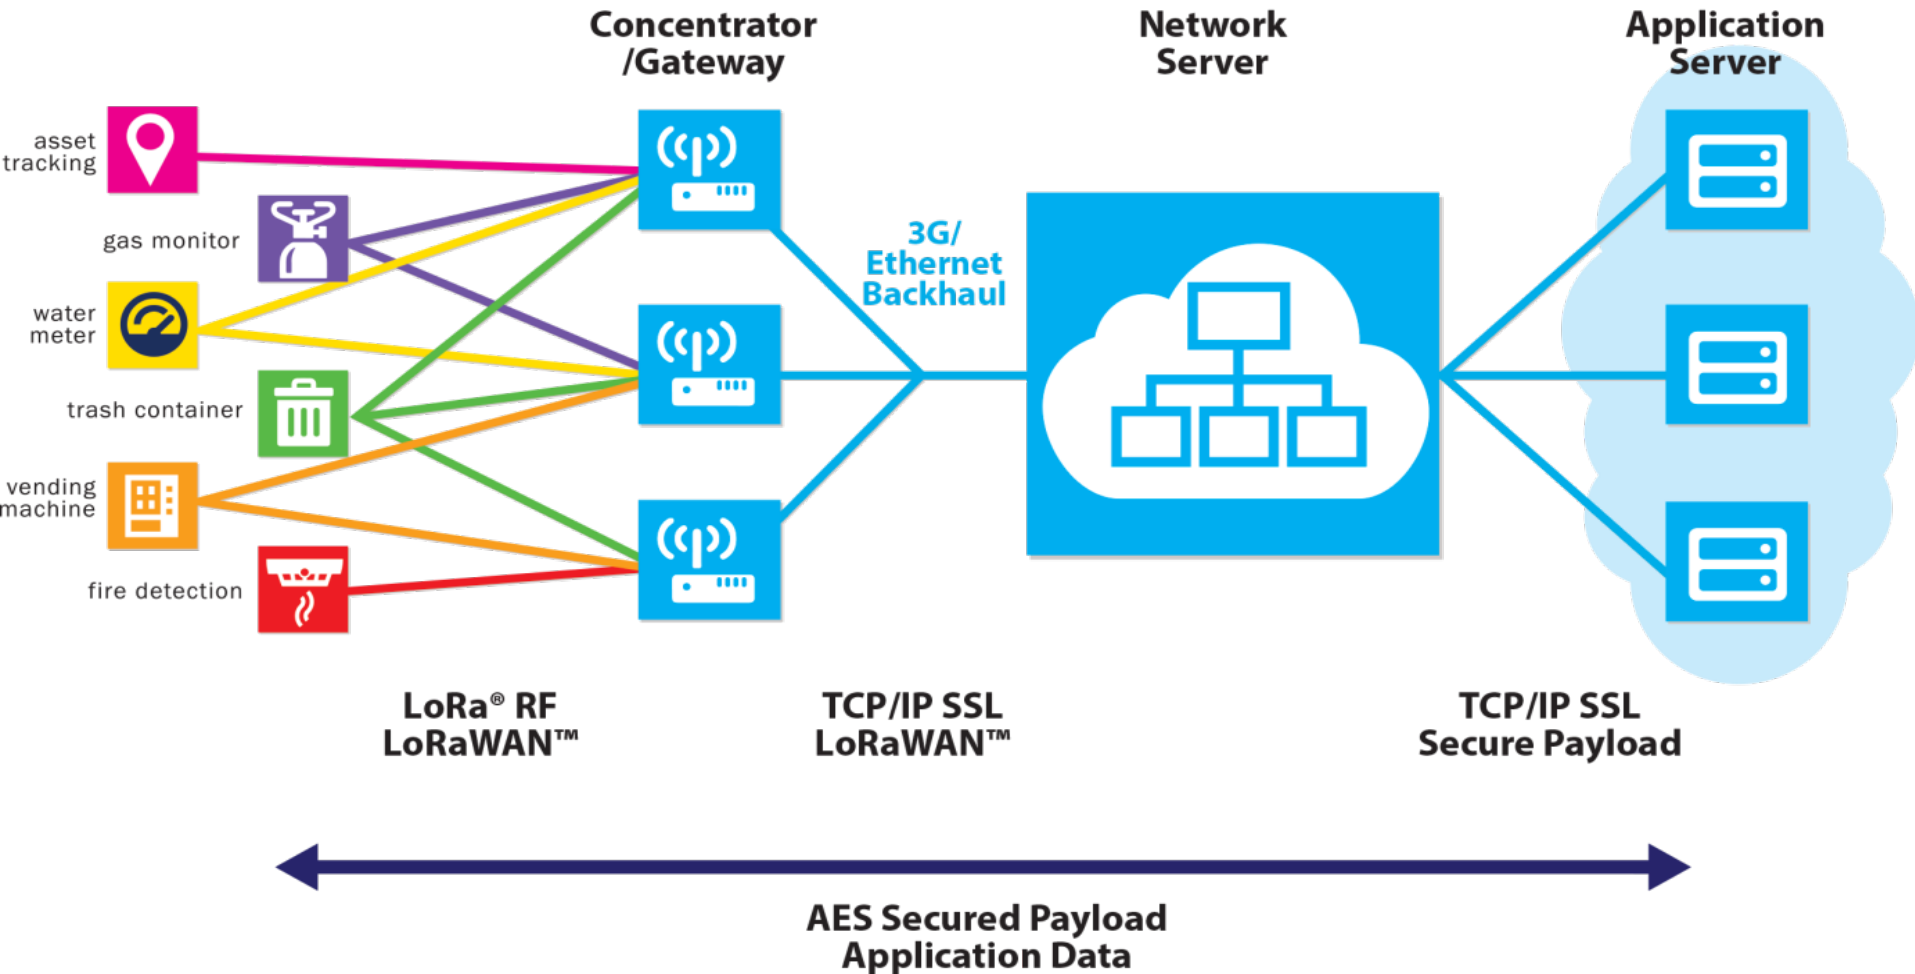 Concentrator
/Gateway
Network
Server
Application
Server
asset
tracking
gas monitor
water
meter
trash container
vending
machine
fire detection
3G/
Ethernet
Backhaul
LoRa® RF
LoRaWAN™
TCP/IP SSL
LoRaWAN™
TCP/IP SSL
Secure Payload
AES Secured Payload
Application Data